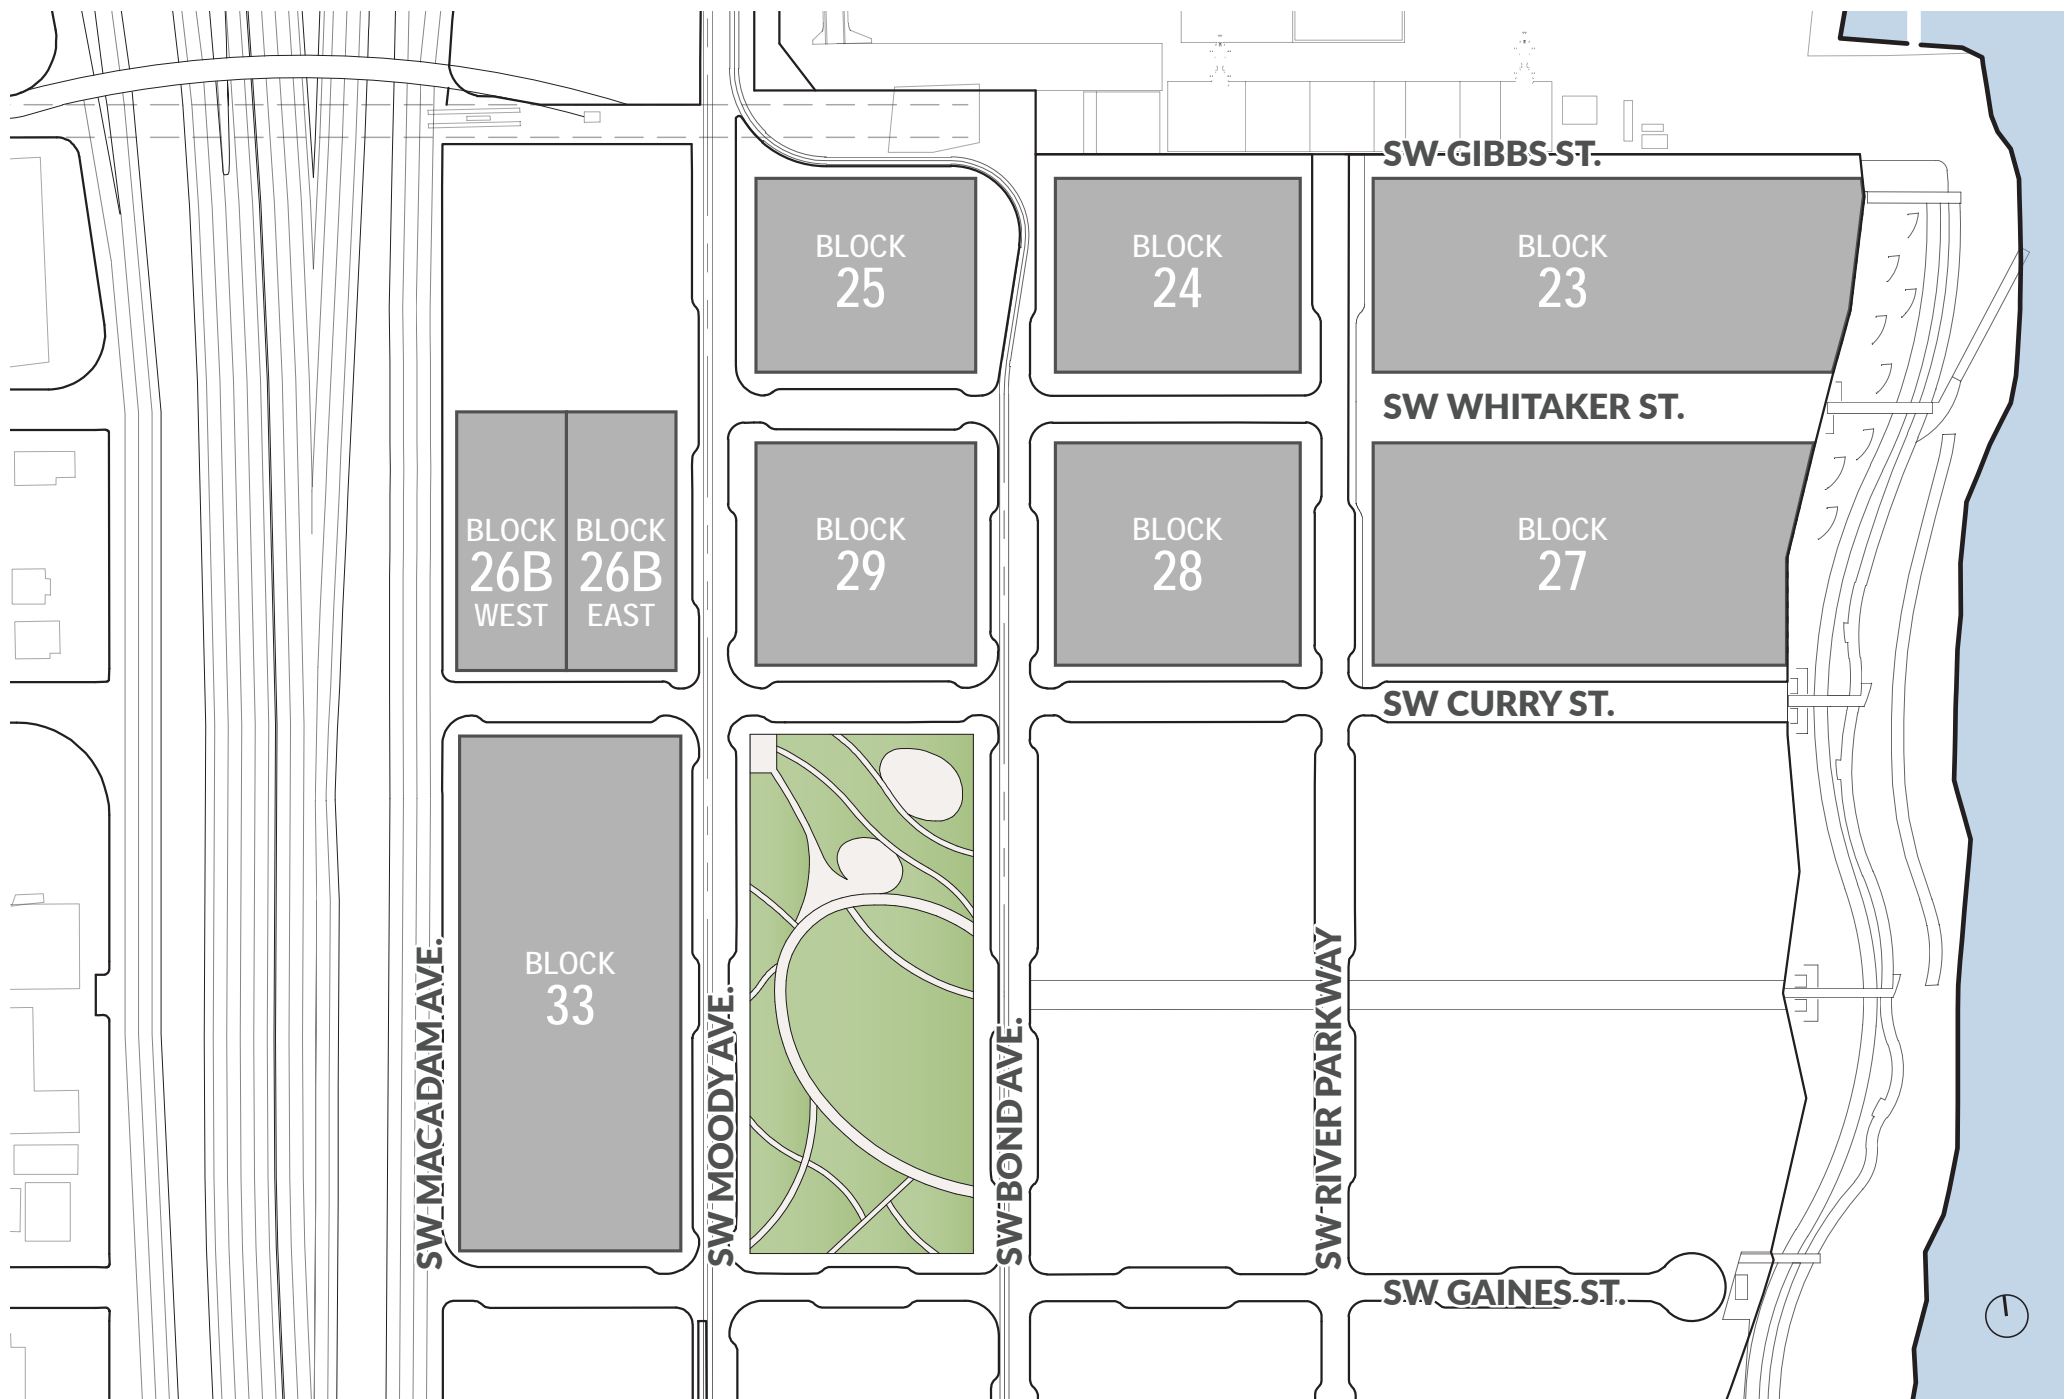 SW GIBBS ST.
BLOCK
25
BLOCK
24
BLOCK
23
SW WHITAKER ST.
BLOCK
26B
WEST
BLOCK
26B
EAST
BLOCK
29
BLOCK
28
BLOCK
27
SW CURRY ST.
BLOCK
33
SW MACADAM AVE.
SW MOODY AVE.
SW BOND AVE.
SW RIVER PARKWAY
SW GAINES ST.